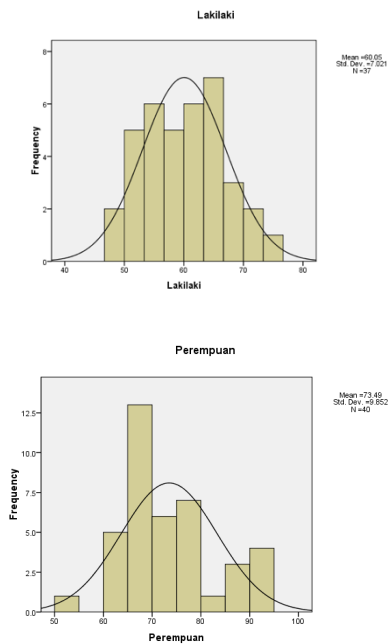 Lakilaki
Mean =60.05
Std. Dev. =7.021
N =37
8
6
4
2
0
Frequency
40 50 60 70 80
Lakilaki
Perempuan
Mean =73.49
Std. Dev. =9.852
N =40
12.5
10.0
7.5
5.0
2.5
0.0
Frequency
50 60 70 80 90 100
Perempuan